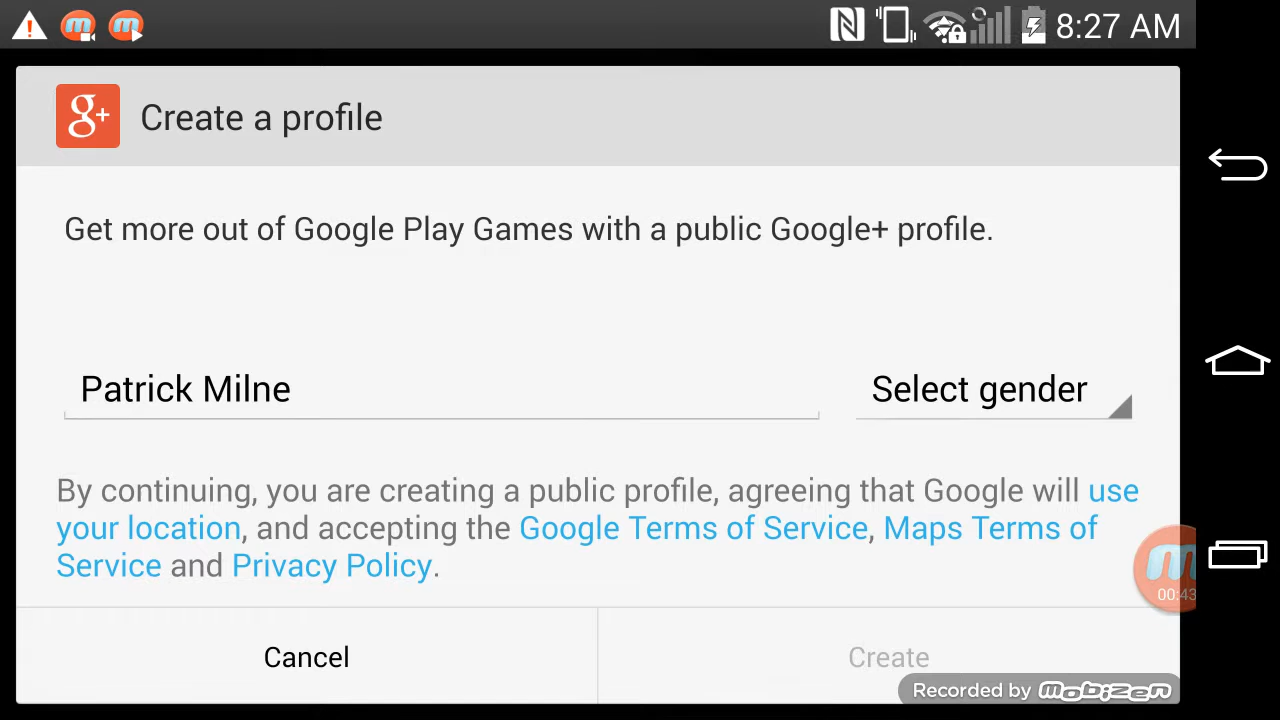 8:27 AM
g+ Create a profile
Get more out of Google Play Games with a public Google+ profile.
Patrick Milne Select gender
By continuing, you are creating a public profile, agreeing that Google will use
your location, and accepting the Google Terms of Service, Maps Terms of
Service and Privacy Policy.
m
00:43
Cancel Create
Recorded by mobizen